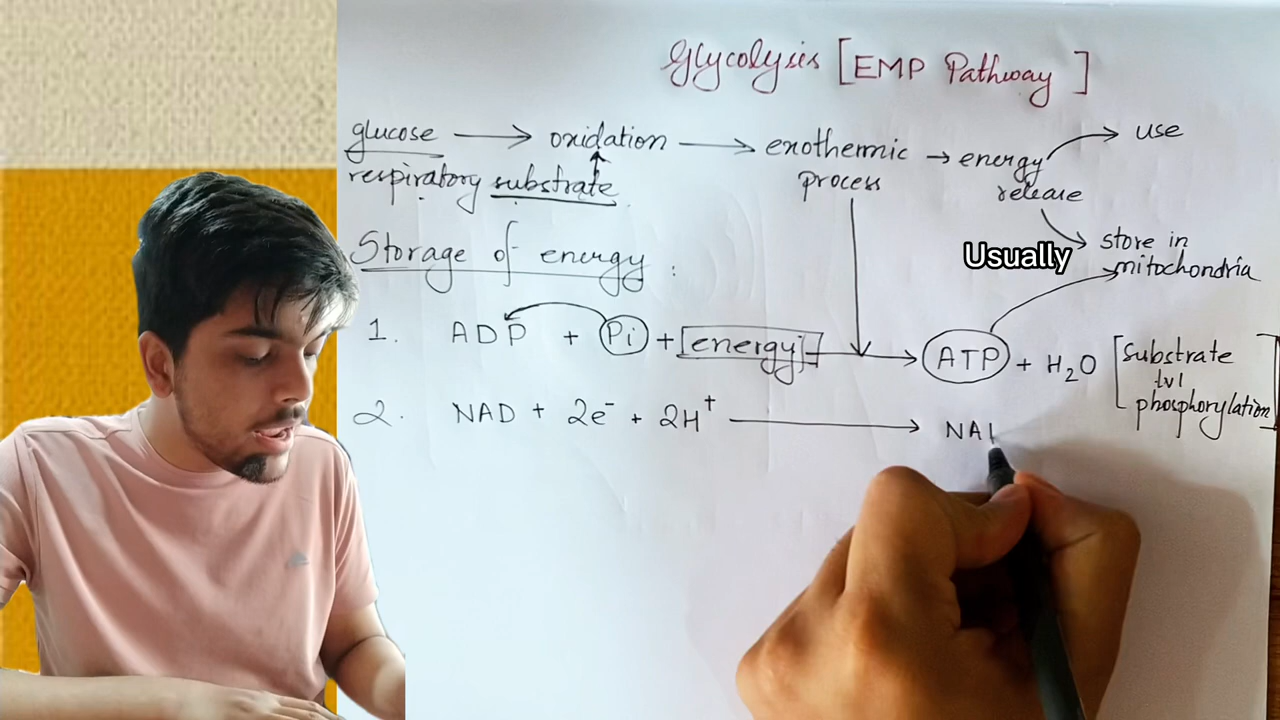 Glycolysis [EMP Pathway]
glucose → oxidation → exothermic process → energy release
use
respiratory substrate
store in mitochondria
Usually
Storage of energy :
1. ADP + Pi + [energy] → ATP + H₂O [substrate lvl phosphorylation]
2. NAD + 2e⁻ + 2H⁺ → NA